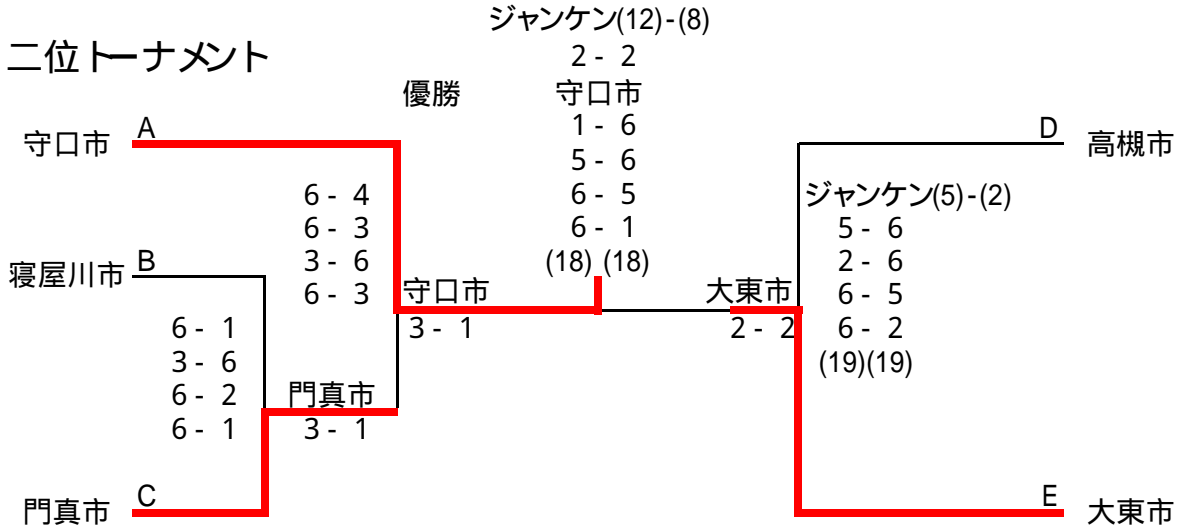 ジャンケン(12)-(8)
2 - 2
二位トーナメント
優勝
守口市
1 - 6
5 - 6
6 - 5
6 - 1
(18) (18)
守口市 A
D 高槻市
6 - 4
6 - 3
3 - 6
6 - 3
ジャンケン(5)-(2)
5 - 6
2 - 6
6 - 5
6 - 2
(19)(19)
寝屋川市 B
守口市
3 - 1
大東市
2 - 2
6 - 1
3 - 6
6 - 2
6 - 1
門真市
3 - 1
門真市 C
E 大東市